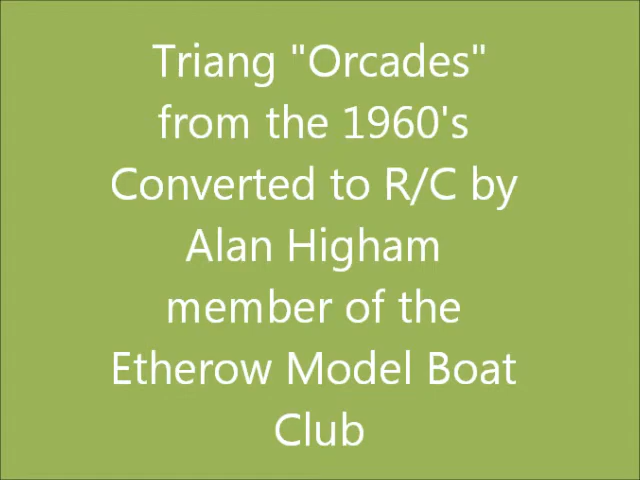 Triang "Orcades"
from the 1960's
Converted to R/C by
Alan Higham
member of the
Etherow Model Boat
Club